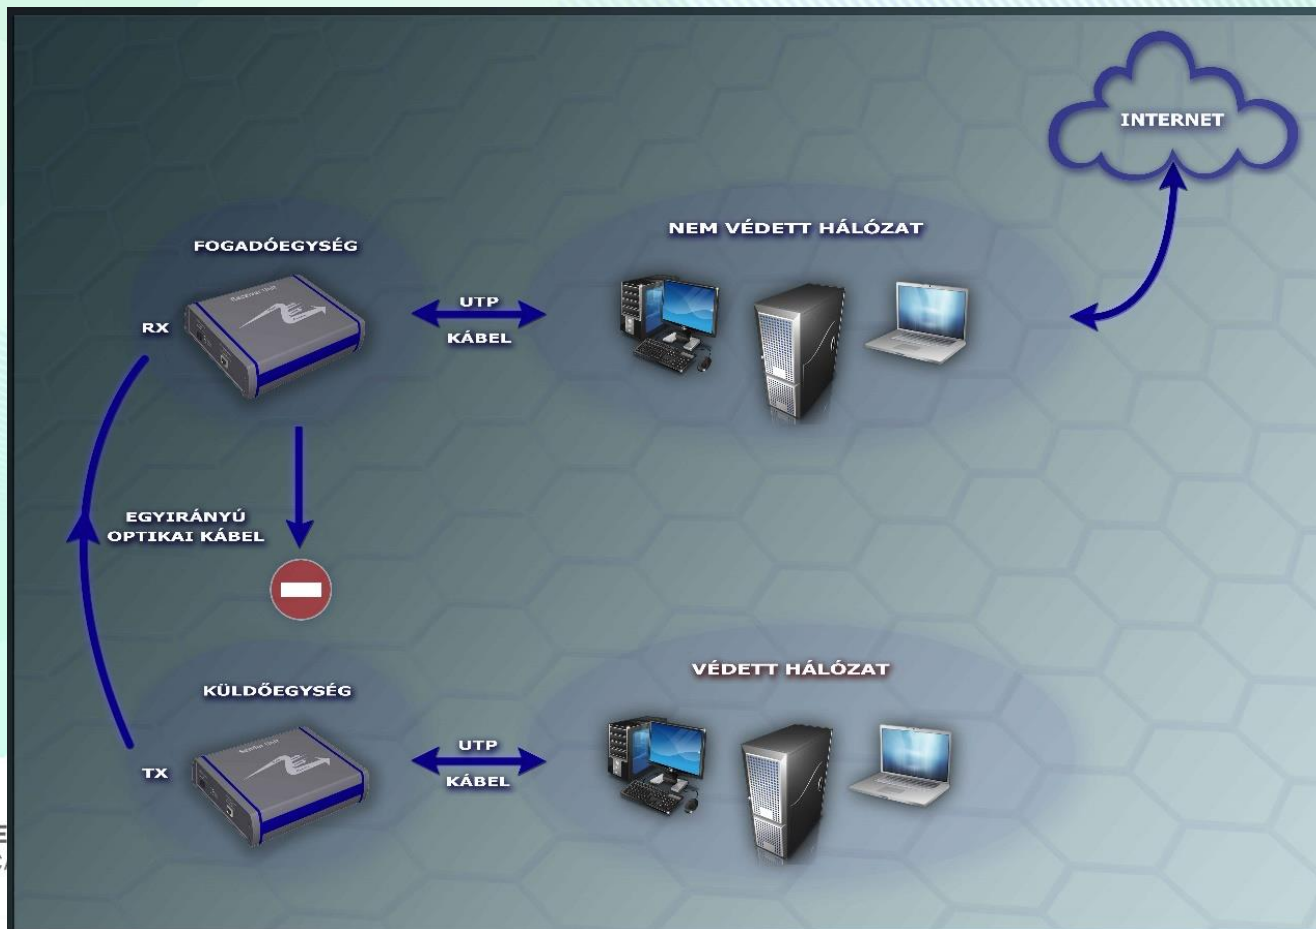 INTERNET
NEM VÉDETT HÁLÓZAT
FOGADÓEGYSÉG
UTP
KÁBEL
RX
EGYIRÁNYÚ
OPTIKAI KÁBEL
VÉDETT HÁLÓZAT
KÜLDŐEGYSÉG
UTP
KÁBEL
TX